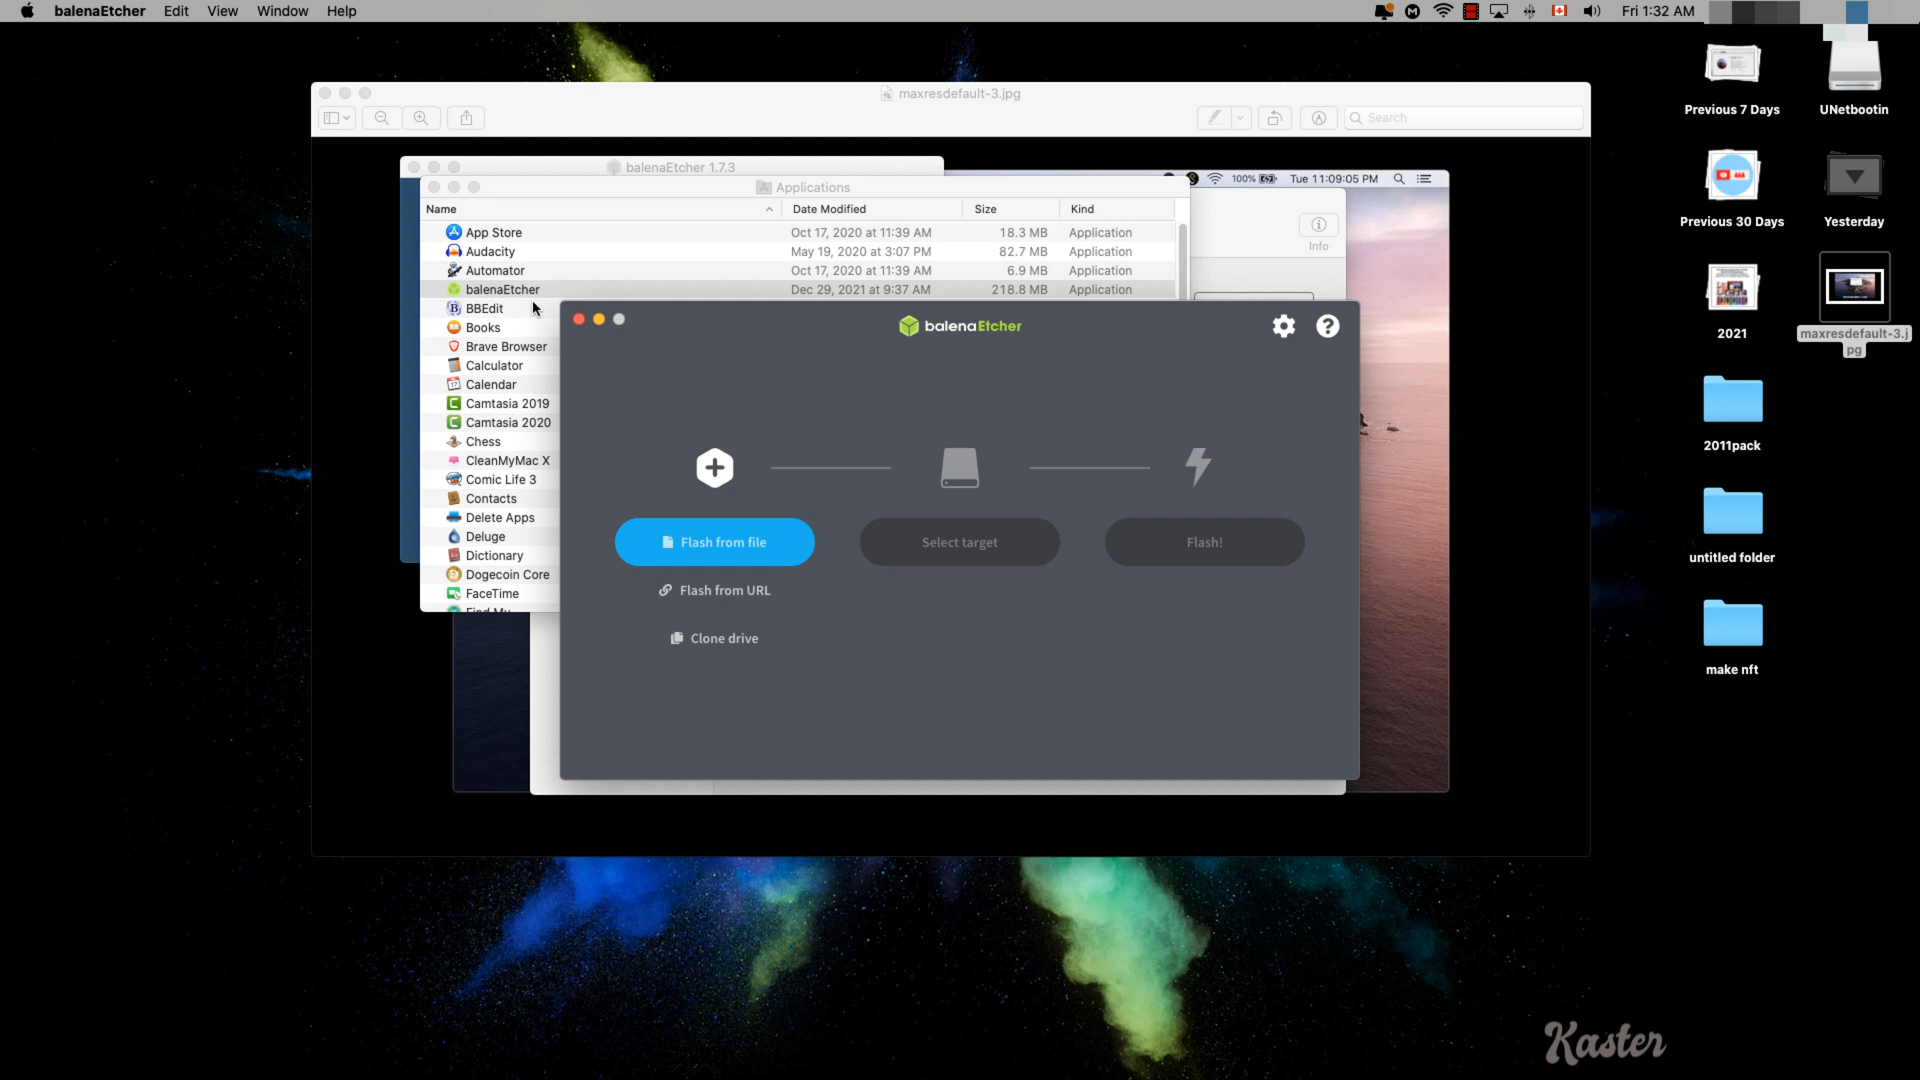 balenaEtcher Edit View Window Help Fri 1:32 AM
maxresdefault-3.jpg
Search
balenaEtcher 1.7.3
100% Tue 11:09:05 PM
Applications
Name Date Modified Size Kind
App Store Oct 17, 2020 at 11:39 AM 18.3 MB Application
Audacity May 19, 2020 at 3:07 PM 82.7 MB Application
Automator Oct 17, 2020 at 11:39 AM 6.9 MB Application
balenaEtcher Dec 29, 2021 at 9:37 AM 218.8 MB Application
BBEdit
Books
Brave Browser
Calculator
Calendar
Camtasia 2019
Camtasia 2020
Chess
CleanMyMac X
Comic Life 3
Contacts
Delete Apps
Deluge
Dictionary
Dogecoin Core
FaceTime
Find My
Info
balenaEtcher
Flash from file
Select target
Flash!
Flash from URL
Clone drive
Previous 7 Days
UNetbootin
Previous 30 Days
Yesterday
2021
maxresdefault-3.j
pg
2011pack
untitled folder
make nft
Kaster